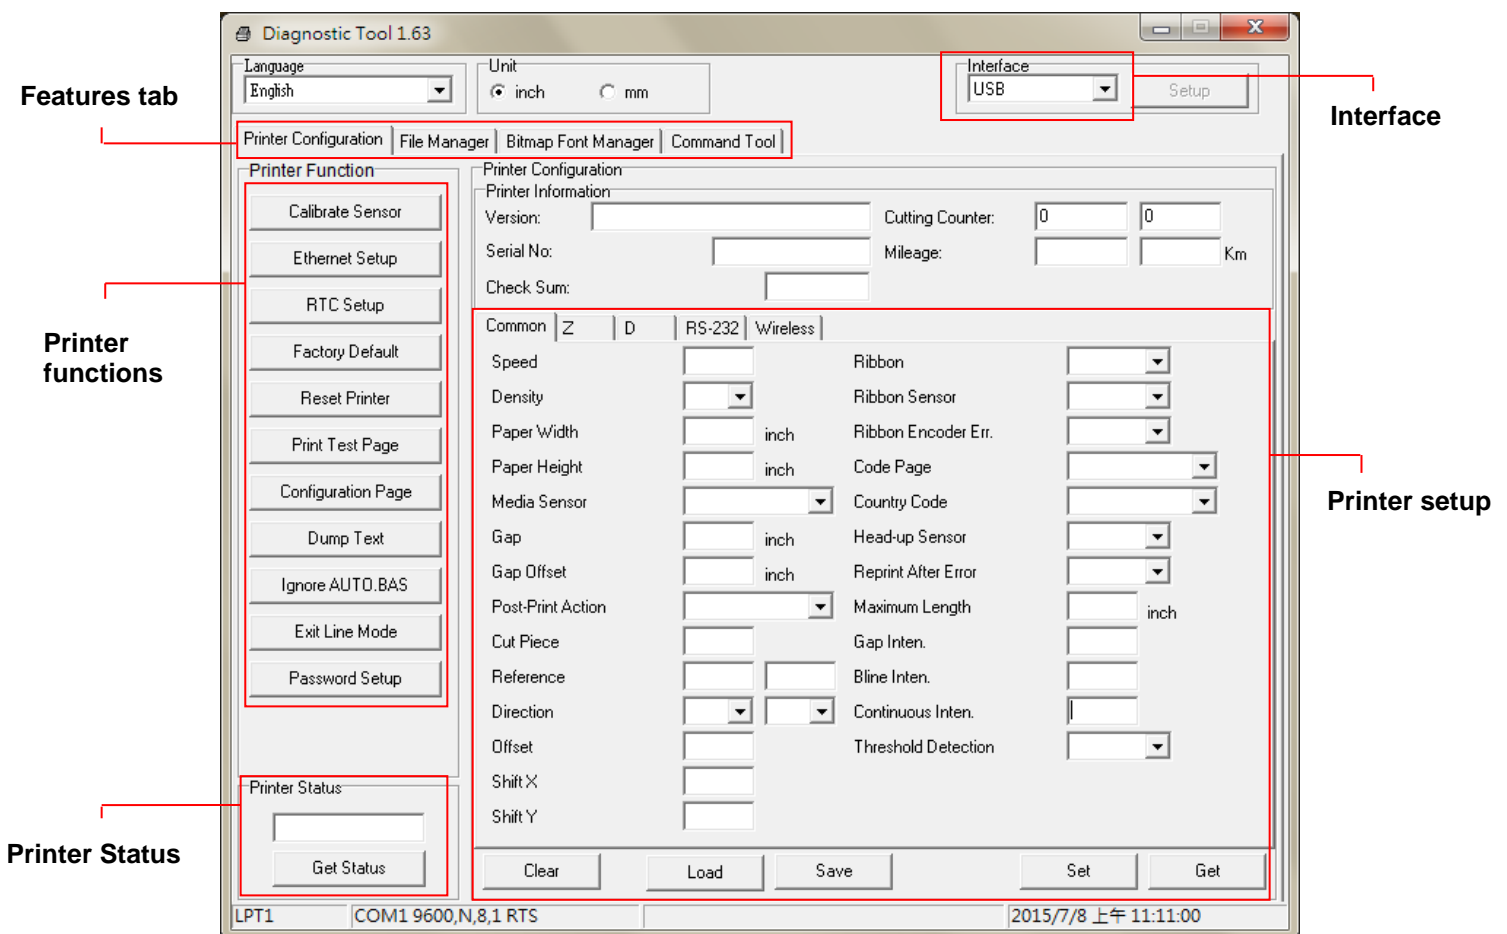 Diagnostic Tool 1.63
Language
English
Unit
inch
mm
Interface
USB
Setup
Features tab
Interface
Printer Configuration
File Manager
Bitmap Font Manager
Command Tool
Printer Function
Calibrate Sensor
Ethernet Setup
RTC Setup
Factory Default
Reset Printer
Print Test Page
Configuration Page
Dump Text
Ignore AUTO.BAS
Exit Line Mode
Password Setup
Printer functions
Printer Configuration
Printer Information
Version:
Cutting Counter: 0 0
Serial No:
Mileage: Km
Check Sum:
Common
Z
D
RS-232
Wireless
Speed
Density
Paper Width inch
Paper Height inch
Media Sensor
Gap inch
Gap Offset inch
Post-Print Action
Cut Piece
Reference
Direction
Offset
Shift X
Shift Y
Ribbon
Ribbon Sensor
Ribbon Encoder Err.
Code Page
Country Code
Head-up Sensor
Reprint After Error
Maximum Length inch
Gap Inten.
Bline Inten.
Continuous Inten.
Threshold Detection
Printer setup
Printer Status
Get Status
Printer Status
Clear
Load
Save
Set
Get
LPT1
COM1 9600,N,8,1 RTS
2015/7/8 上午 11:11:00